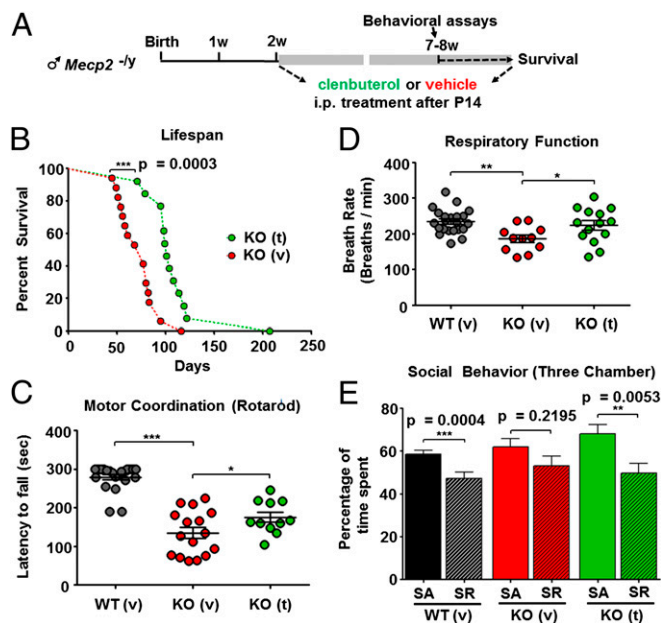 A
Behavioral assays
Birth 1w 2w 7-8w
♂ Mecp2 -/y
Survival
clenbuterol or vehicle
i.p. treatment after P14
B
Lifespan
*** p = 0.0003
Percent Survival
100
80
60
40
20
0
0 50 100 150 200 250
Days
KO (t)
KO (v)
C
Motor Coordination (Rotarod)
Latency to fall (sec)
400
300
200
100
0
***
*
WT (v) KO (v) KO (t)
D
Respiratory Function
Breath Rate
(Breaths / min)
400
300
200
100
0
**
*
WT (v) KO (v) KO (t)
E
Social Behavior (Three Chamber)
p = 0.0004 p = 0.2195 p = 0.0053
***
**
Percentage of
time spent
80
60
40
20
0
SA SR SA SR SA SR
WT (v) KO (v) KO (t)